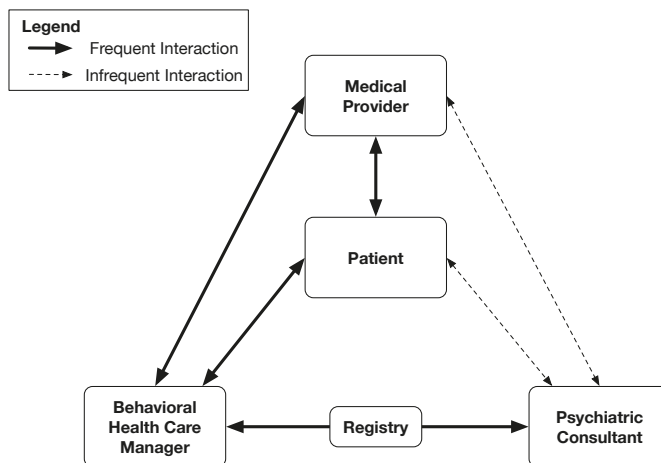 Legend
Frequent Interaction
Infrequent Interaction
Medical
Provider
Patient
Behavioral
Health Care
Manager
Registry
Psychiatric
Consultant